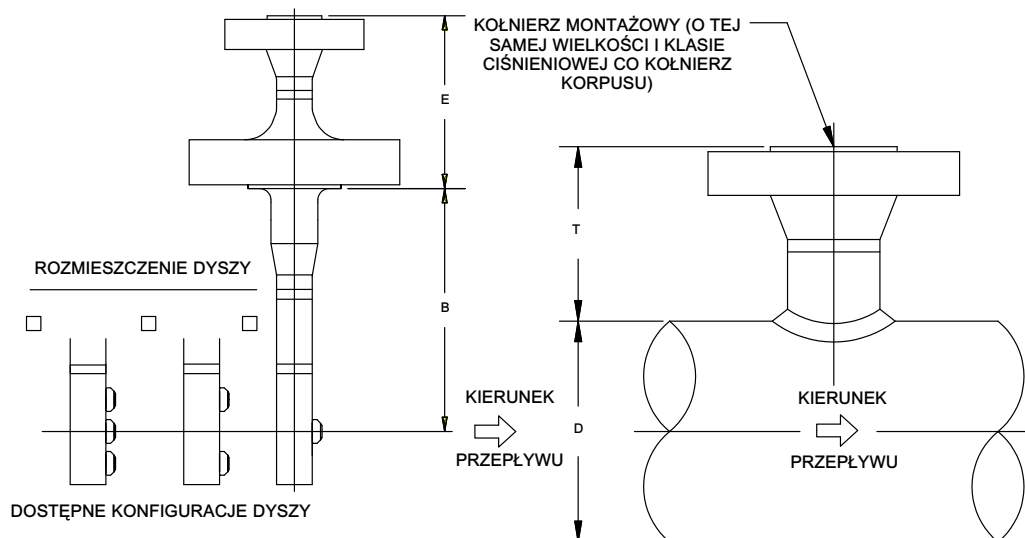 KOŁNIERZ MONTAŻOWY (O TEJ
SAMEJ WIELKOŚCI I KLASIE
CIŚNIENIOWEJ CO KOŁNIERZ
KORPUSU)
E
T
ROZMIESZCZENIE DYSZY
B
KIERUNEK
PRZEPŁYWU
D
KIERUNEK
PRZEPŁYWU
DOSTĘPNE KONFIGURACJE DYSZY